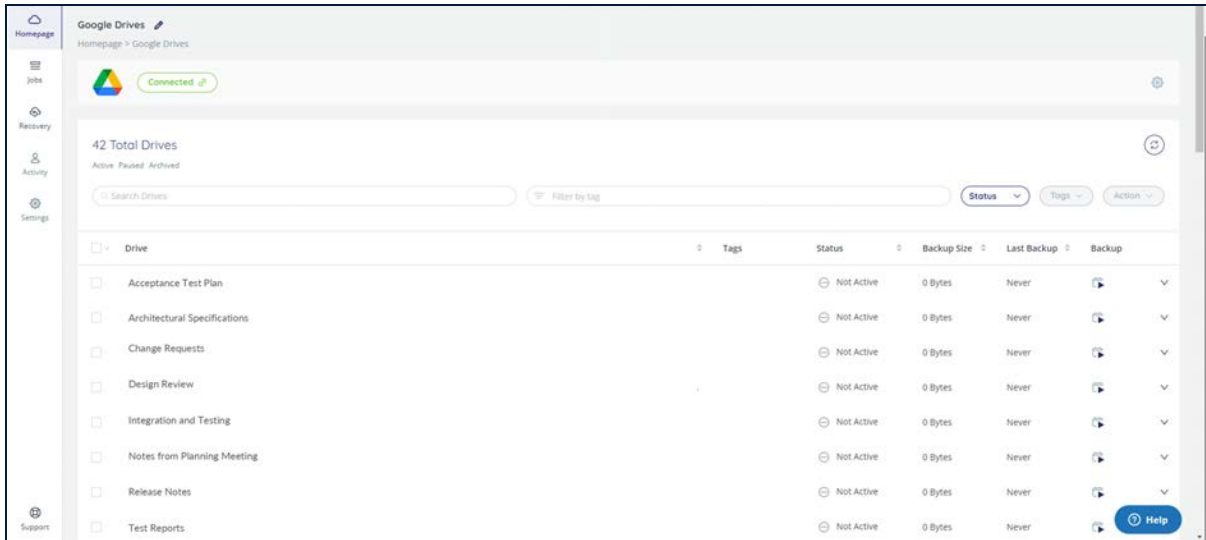 Homepage
Jobs
Recovery
Activity
Settings
Support
Google Drives
Homepage > Google Drives
Connected
42 Total Drives
Active Paused Archived
Search Drives
Filter by tag
Status
Tags
Action
Drive Tags Status Backup Size Last Backup Backup
Acceptance Test Plan Not Active 0 Bytes Never
Architectural Specifications Not Active 0 Bytes Never
Change Requests Not Active 0 Bytes Never
Design Review Not Active 0 Bytes Never
Integration and Testing Not Active 0 Bytes Never
Notes from Planning Meeting Not Active 0 Bytes Never
Release Notes Not Active 0 Bytes Never
Test Reports Not Active 0 Bytes Never
Help